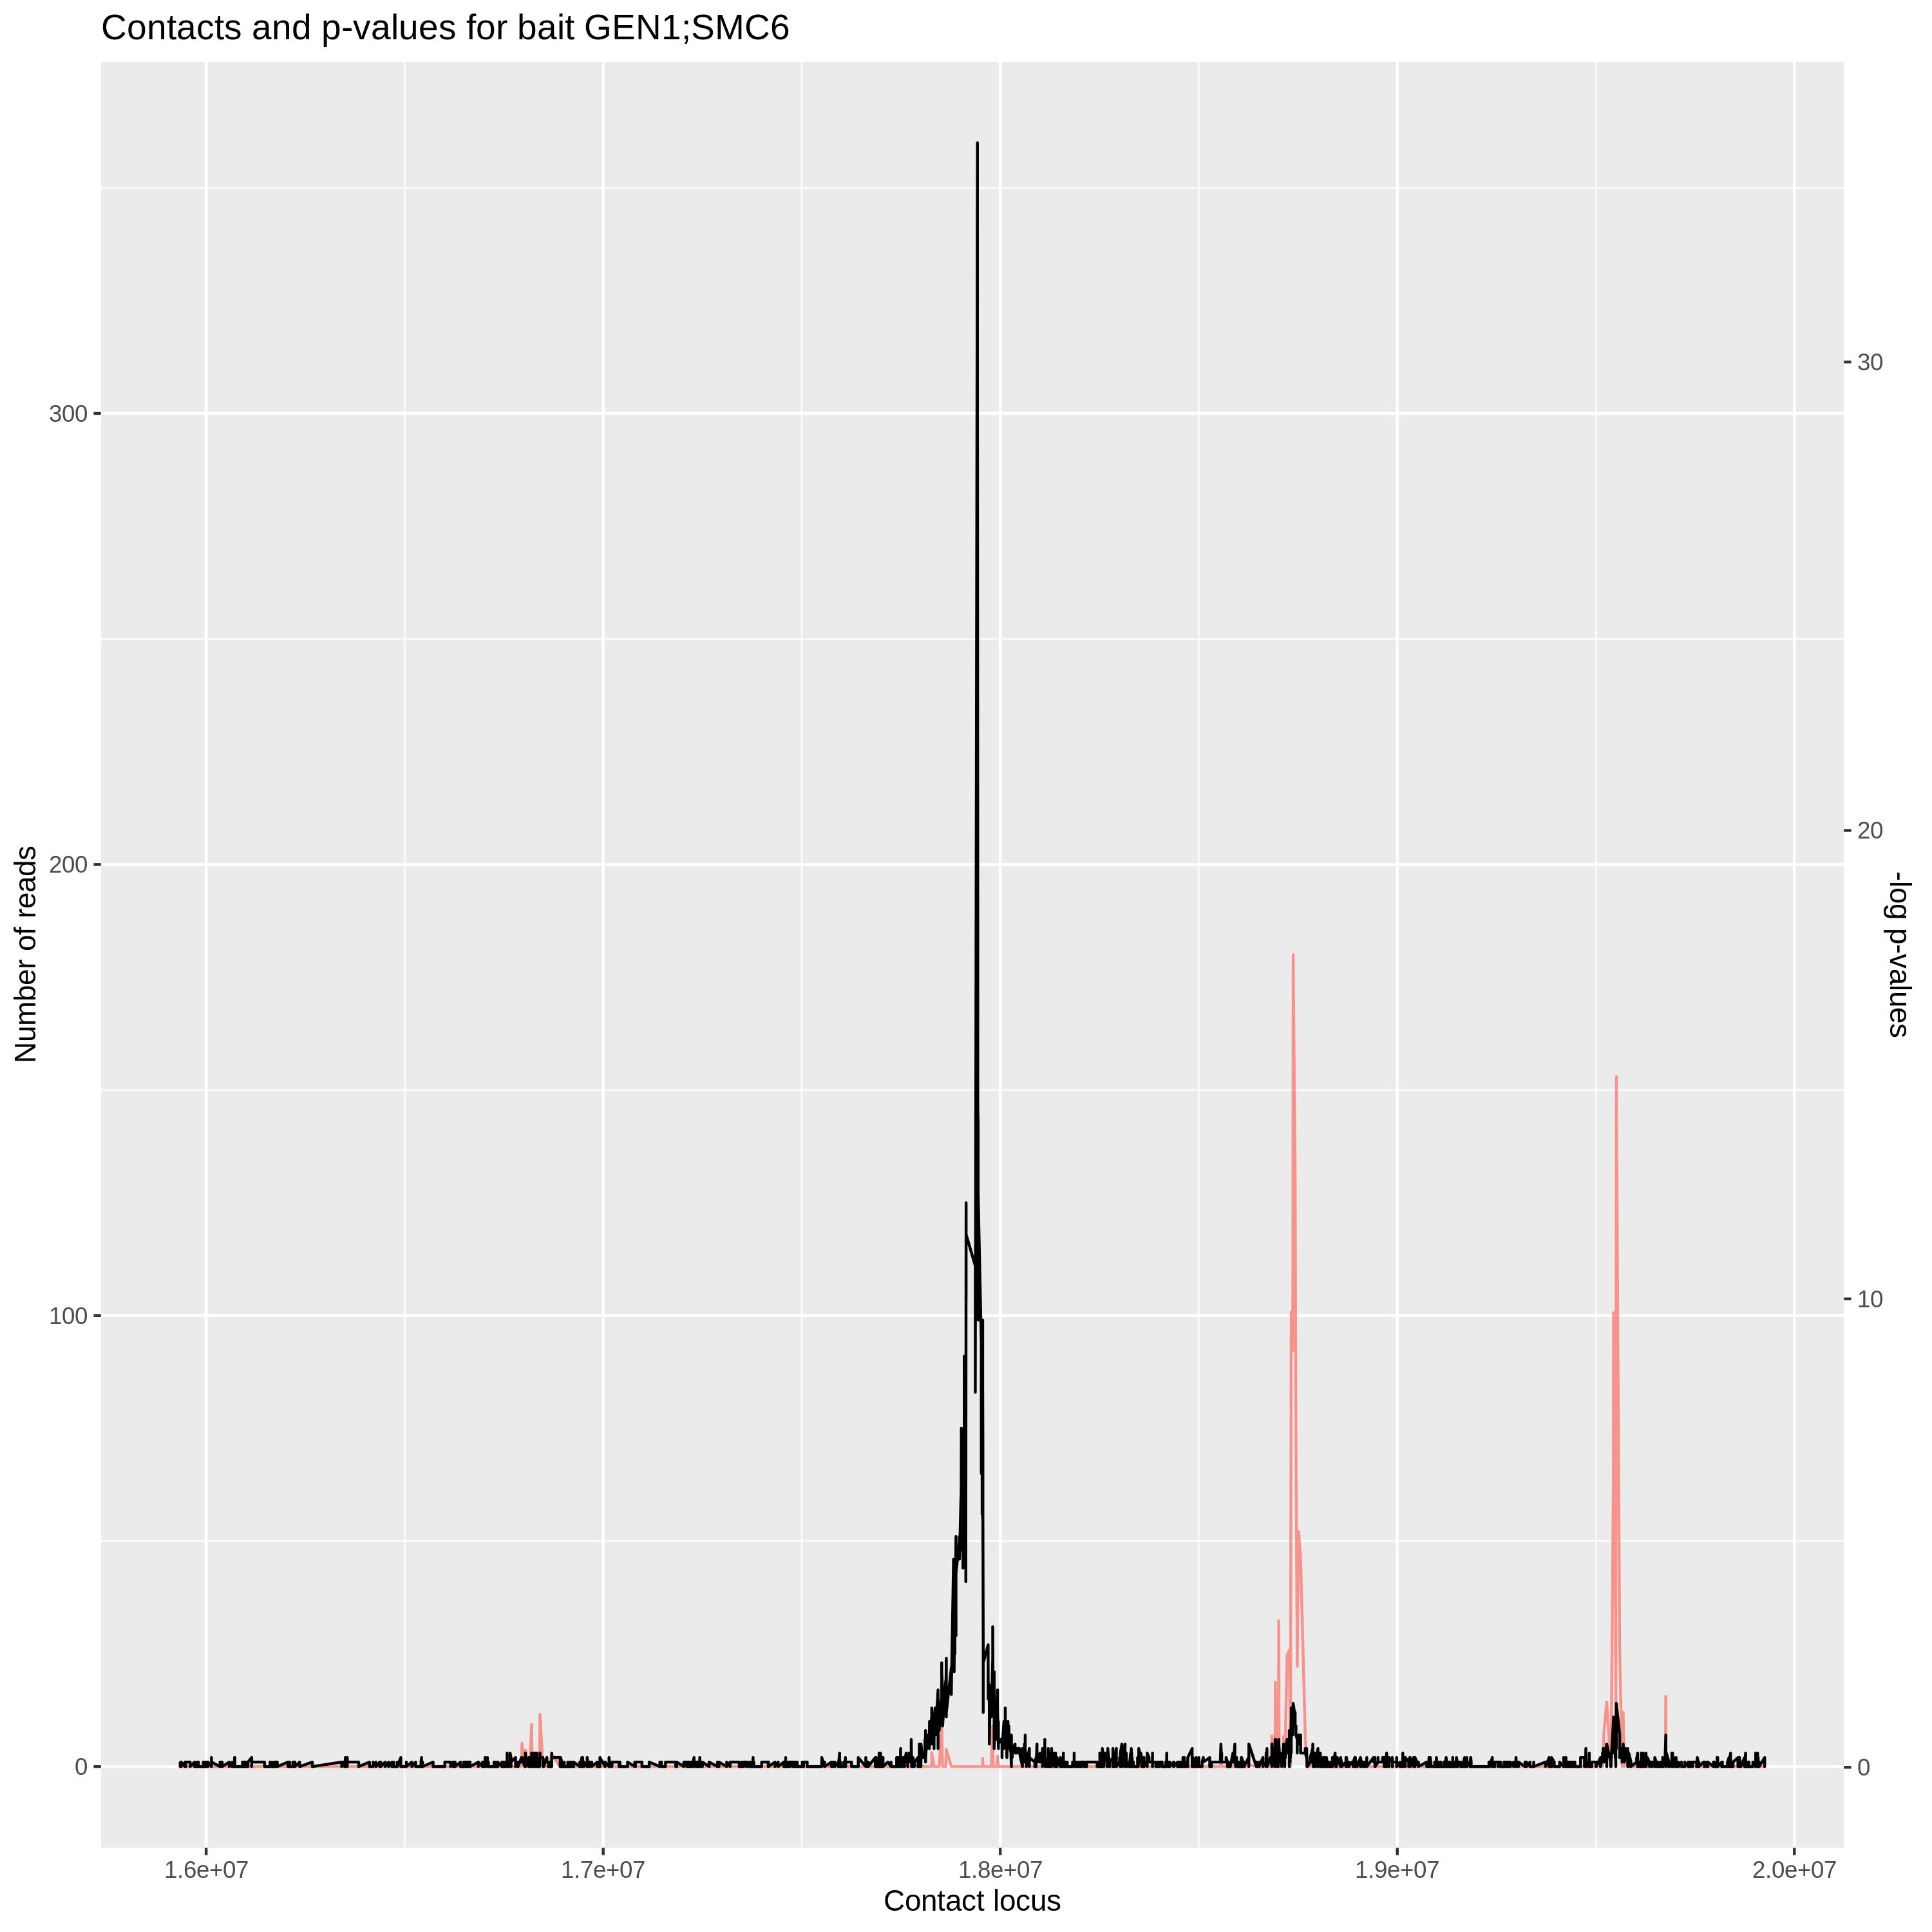 Contacts and p-values for bait GEN1;SMC6
300
200
100
0
Number of reads
30
20
10
0
-log p-values
1.6e+07
1.7e+07
1.8e+07
1.9e+07
2.0e+07
Contact locus